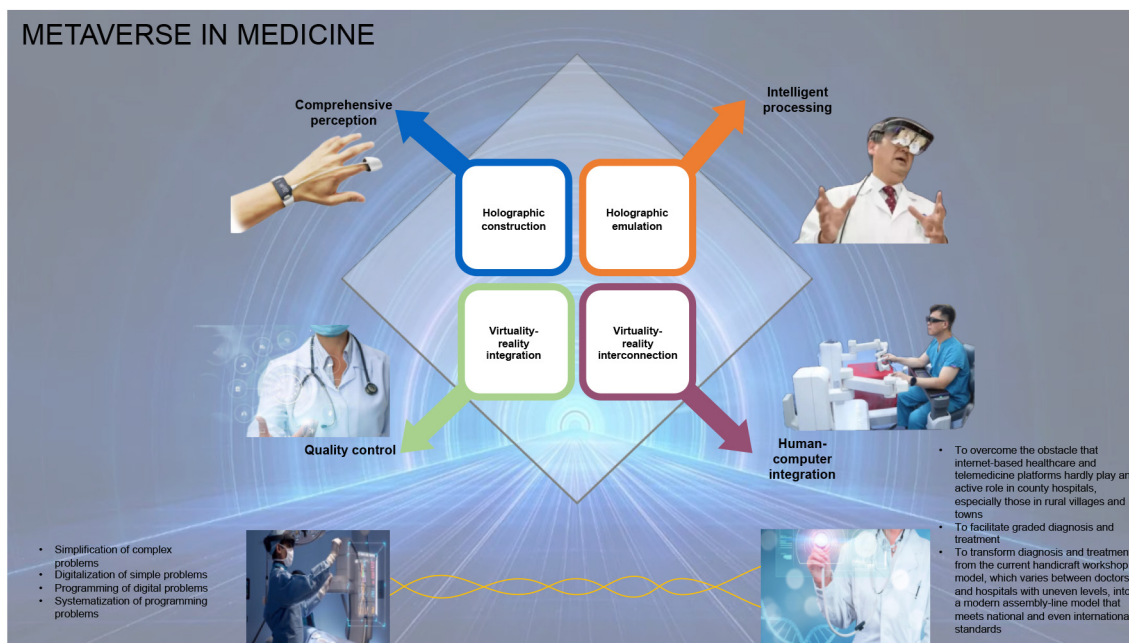 METAVERSE IN MEDICINE
Comprehensive
perception
Intelligent
processing
Holographic
construction
Holographic
emulation
Virtuality-
reality
integration
Virtuality-
reality
interconnection
Quality control
Human-
computer
integration
• Simplification of complex
problems
• Digitalization of simple problems
• Programming of digital problems
• Systematization of programming
problems
• To overcome the obstacle that
internet-based healthcare and
telemedicine platforms hardly play an
active role in county hospitals,
especially those in rural villages and
towns
• To facilitate graded diagnosis and
treatment
• To transform diagnosis and treatment
from the current handicraft workshop
model, which varies between doctors
and hospitals with uneven levels, into
a modern assembly-line model that
meets national and even international
standards